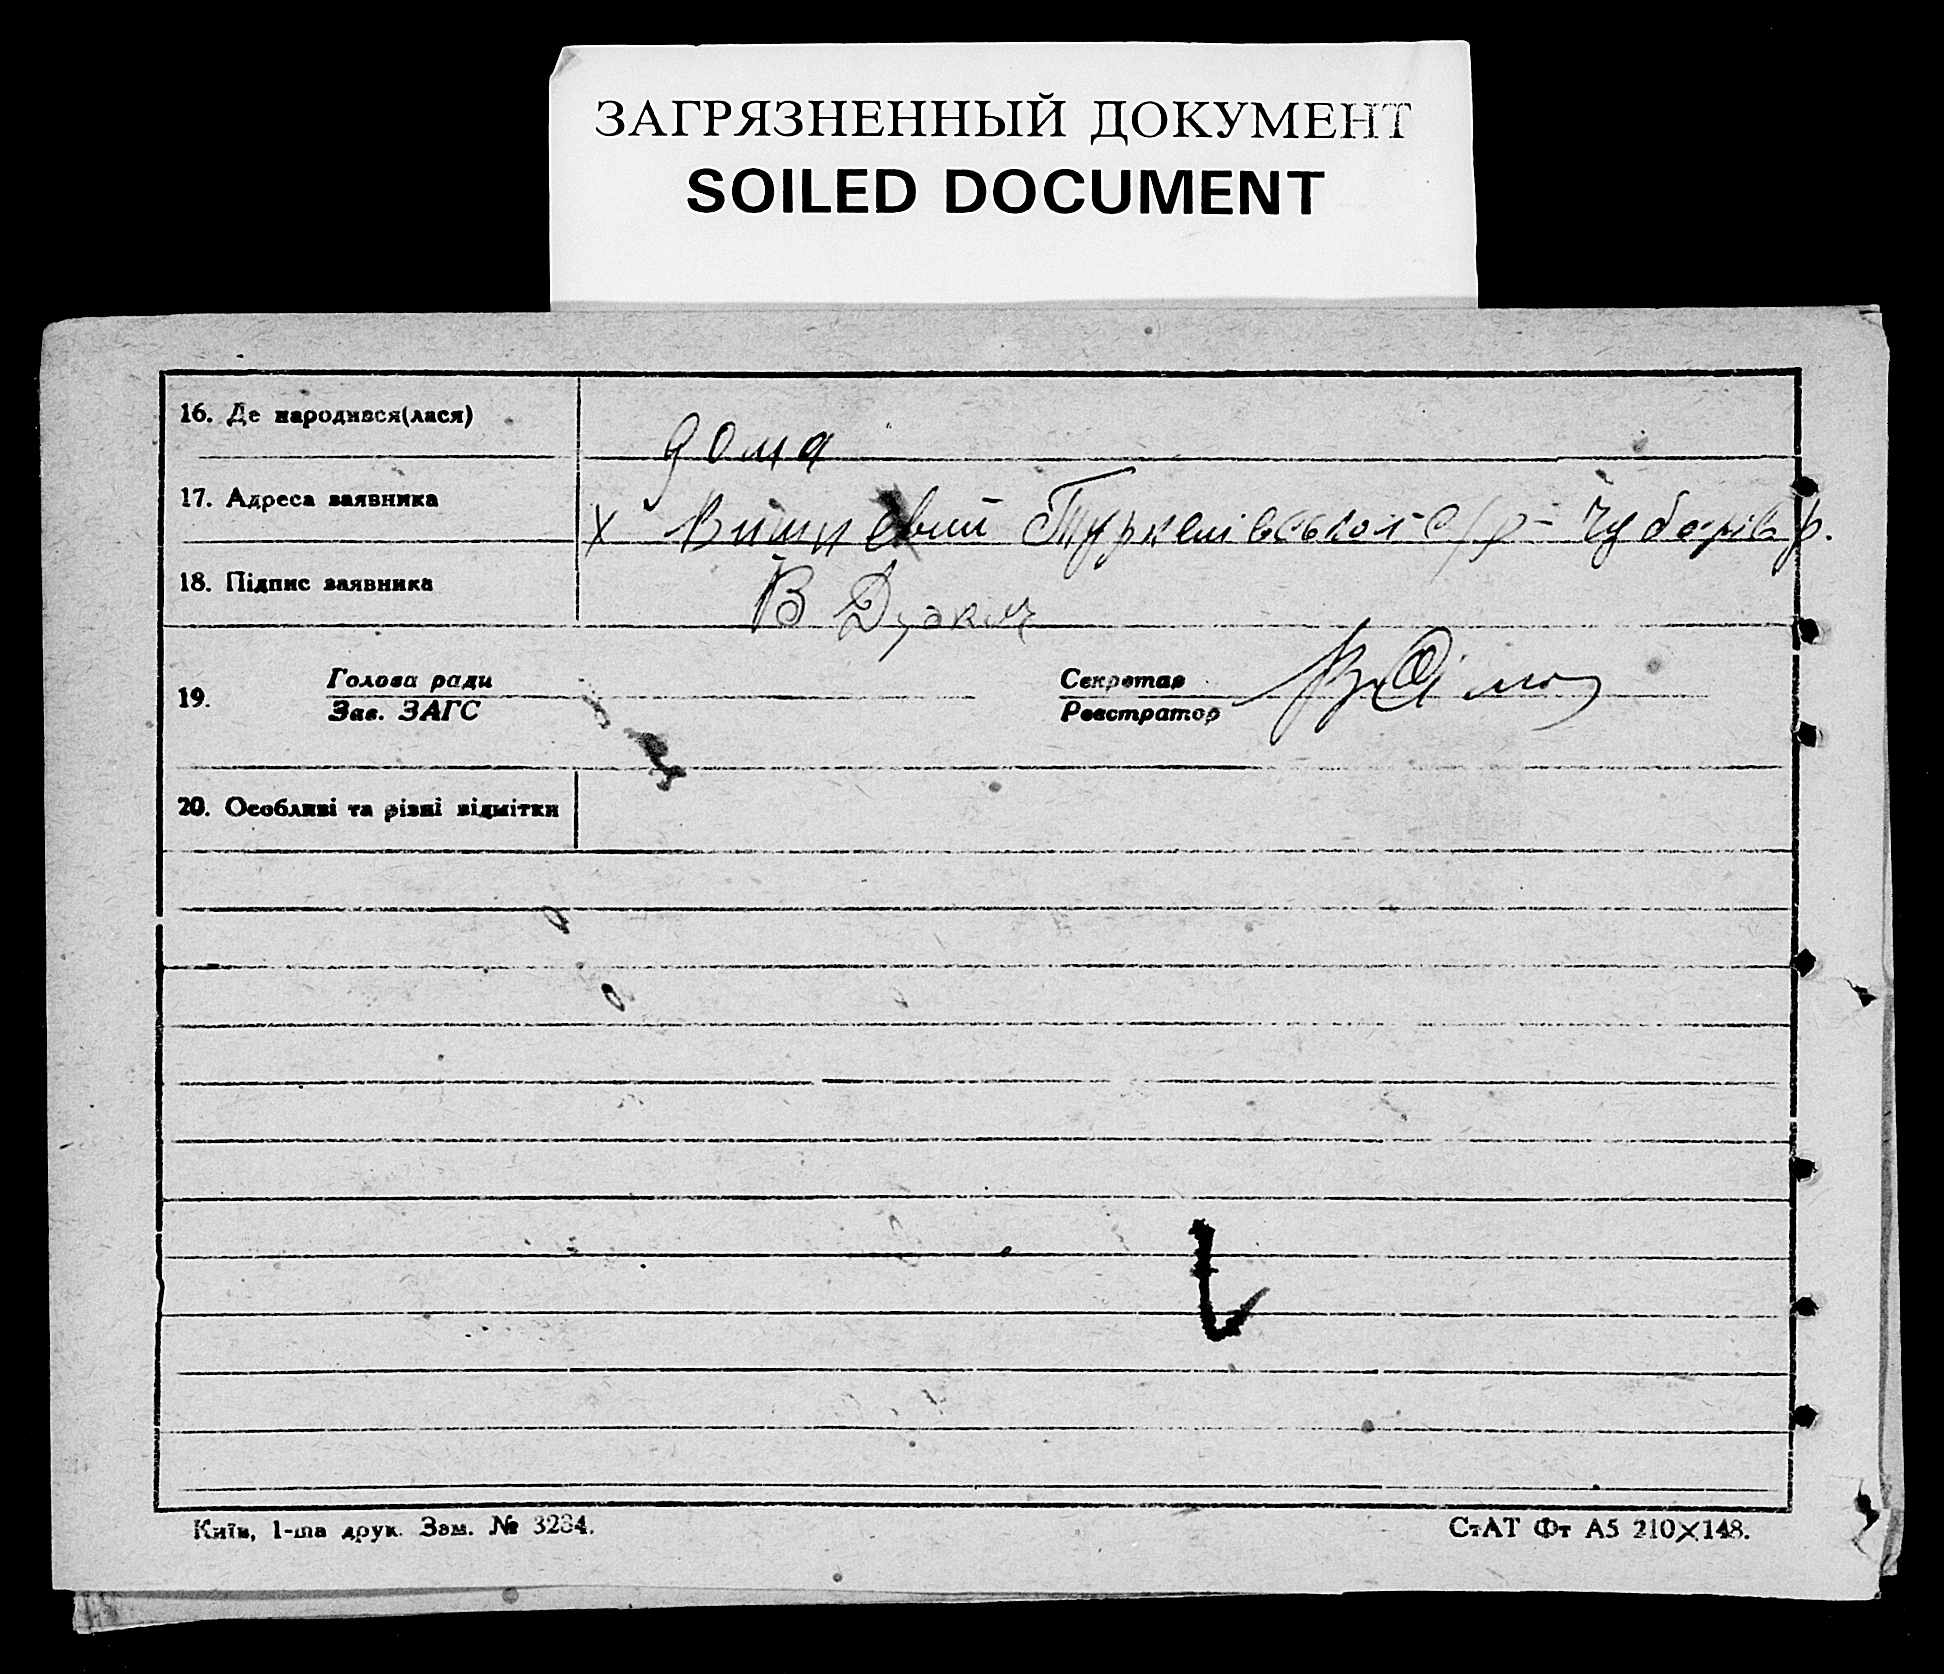 ЗАГРЯЗНЕННЫЙ ДОКУМЕНТ
SOILED DOCUMENT
16. Де народився(лася)
дома
17. Адреса заявника
х Вишневий с/р Чубарів р.
18. Підпис заявника
В
19.
Голова ради
Зав. ЗАГС
Секретар
Реєстратор
20. Особливі та різні відмітки
Київ, 1-ша друк. Зам. № 3234.
СтАТ Фт А5 210×148.